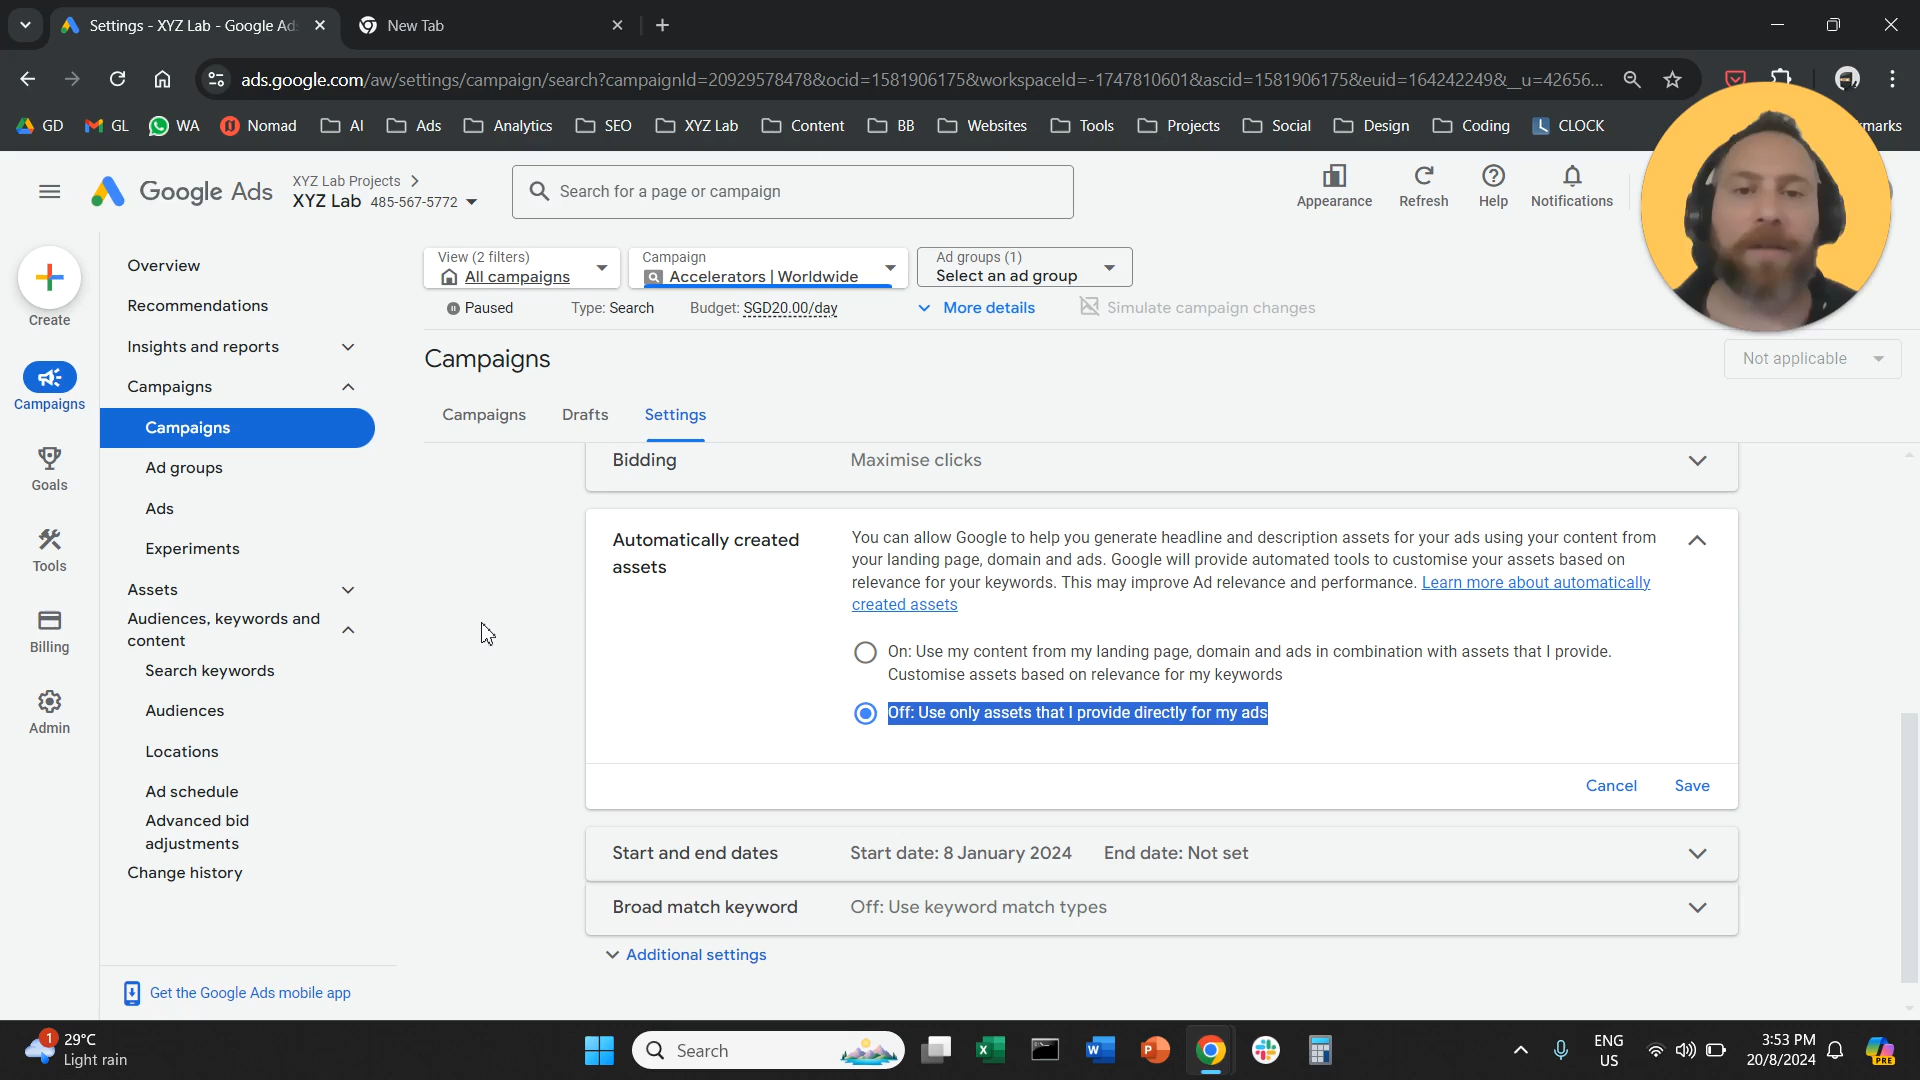 Settings - XYZ Lab - Google Ads
New Tab
ads.google.com/aw/settings/campaign/search?campaignId=20929578478&ocid=1581906175&workspaceId=-1747810601&ascid=1581906175&euid=164242249&__u=42656...
GD GL WA Nomad AI Ads Analytics SEO XYZ Lab Content BB Websites Tools Projects Social Design Coding CLOCK
Google Ads
XYZ Lab Projects
XYZ Lab 485-567-5772
Search for a page or campaign
Appearance
Refresh
Help
Notifications
Create
Campaigns
Goals
Tools
Billing
Admin
Overview
Recommendations
Insights and reports
Campaigns
Campaigns
Ad groups
Ads
Experiments
Assets
Audiences, keywords and
content
Search keywords
Audiences
Locations
Ad schedule
Advanced bid
adjustments
Change history
Get the Google Ads mobile app
View (2 filters)
All campaigns
Campaign
Accelerators | Worldwide
Ad groups (1)
Select an ad group
Paused Type: Search Budget: SGD20.00/day More details Simulate campaign changes
Campaigns
Not applicable
Campaigns Drafts Settings
Bidding Maximise clicks
Automatically created
assets
You can allow Google to help you generate headline and description assets for your ads using your content from
your landing page, domain and ads. Google will provide automated tools to customise your assets based on
relevance for your keywords. This may improve Ad relevance and performance. Learn more about automatically
created assets
On: Use my content from my landing page, domain and ads in combination with assets that I provide.
Customise assets based on relevance for my keywords
Off: Use only assets that I provide directly for my ads
Cancel Save
Start and end dates Start date: 8 January 2024 End date: Not set
Broad match keyword Off: Use keyword match types
Additional settings
1
29°C
Light rain
Search
ENG
US
3:53 PM
20/8/2024
PRE